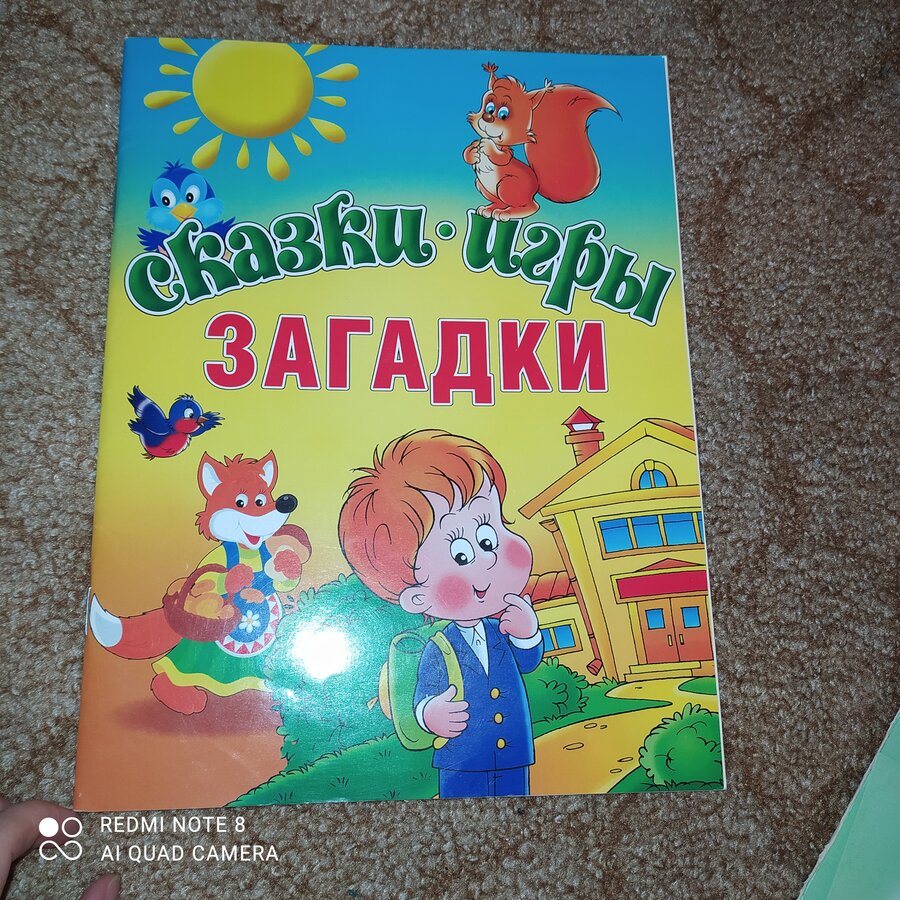 Сказки • игры
ЗАГАДКИ
REDMI NOTE 8
AI QUAD CAMERA